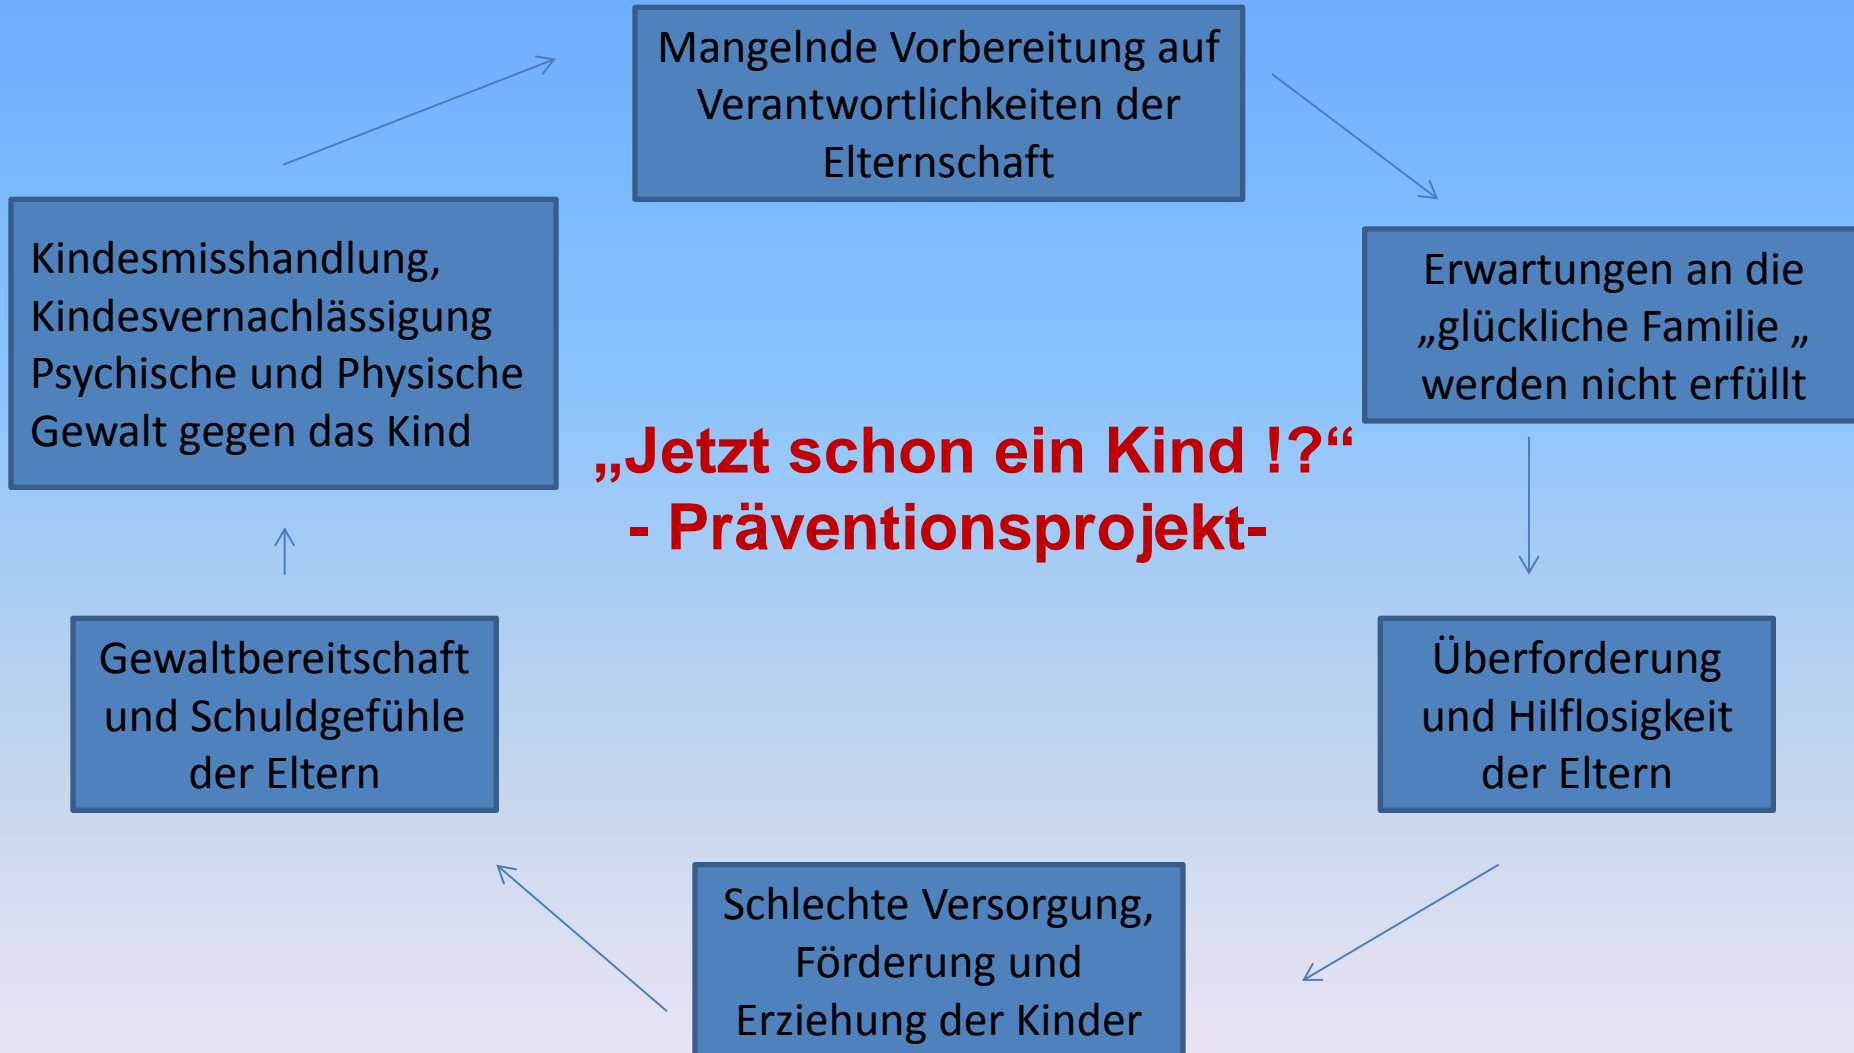 Mangelnde Vorbereitung auf
Verantwortlichkeiten der
Elternschaft
Erwartungen an die
„glückliche Familie „
werden nicht erfüllt
Überforderung
und Hilflosigkeit
der Eltern
Schlechte Versorgung,
Förderung und
Erziehung der Kinder
Gewaltbereitschaft
und Schuldgefühle
der Eltern
Kindesmisshandlung,
Kindesvernachlässigung
Psychische und Physische
Gewalt gegen das Kind
„Jetzt schon ein Kind !?“
- Präventionsprojekt-